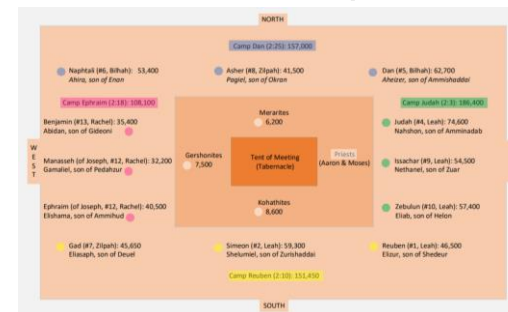 NORTH
Camp Dan (2:25): 157,000
Naphtali (#6, Bilhah): 53,400
Ahira, son of Enan
Asher (#8, Zilpah): 41,500
Pagiel, son of Okran
Dan (#5, Bilhah): 62,700
Ahiezer, son of Ammishaddai
Camp Ephraim (2:18): 108,100
Camp Judah (2:3): 186,400
Benjamin (#13, Rachel): 35,400
Abidan, son of Gideoni
Merarites
6,200
Judah (#4, Leah): 74,600
Nahshon, son of Amminadab
WEST
Manasseh (of Joseph, #12, Rachel): 32,200
Gamaliel, son of Pedahzur
Gershonites
7,500
Tent of Meeting
(Tabernacle)
Priests
(Aaron & Moses)
Issachar (#9, Leah): 54,500
Nethanel, son of Zuar
Ephraim (of Joseph, #12, Rachel): 40,500
Elishama, son of Ammihud
Kohathites
8,600
Zebulun (#10, Leah): 57,400
Eliab, son of Helon
Gad (#7, Zilpah): 45,650
Eliasaph, son of Deuel
Simeon (#2, Leah): 59,300
Shelumiel, son of Zurishaddai
Reuben (#1, Leah): 46,500
Elizur, son of Shedeur
Camp Reuben (2:10): 151,450
SOUTH